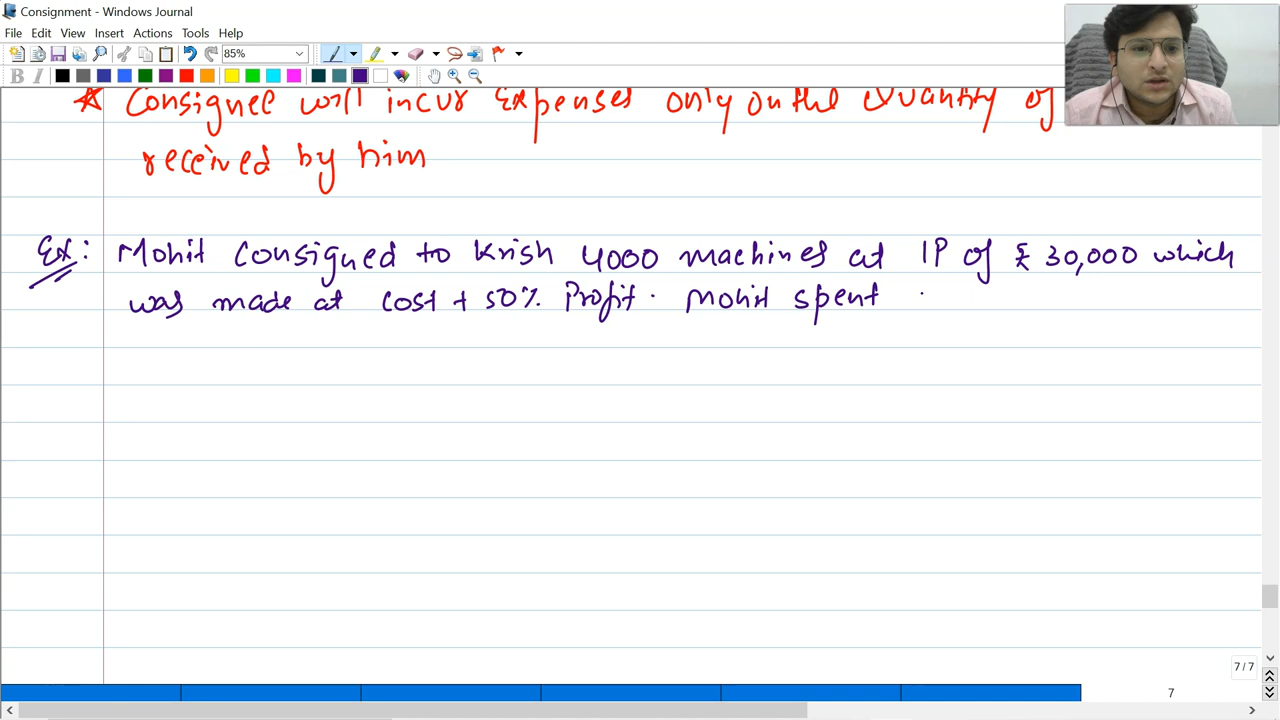 Consignment - Windows Journal
File Edit View Insert Actions Tools Help
85%
B I
* Consignee will incur Expenses only on the Quantity of
received by him
Ex: Mohit Consigned to Krish 4000 machines at IP of ₹ 30,000 which
was made at cost + 50% Profit. Mohit spent
7 / 7
7